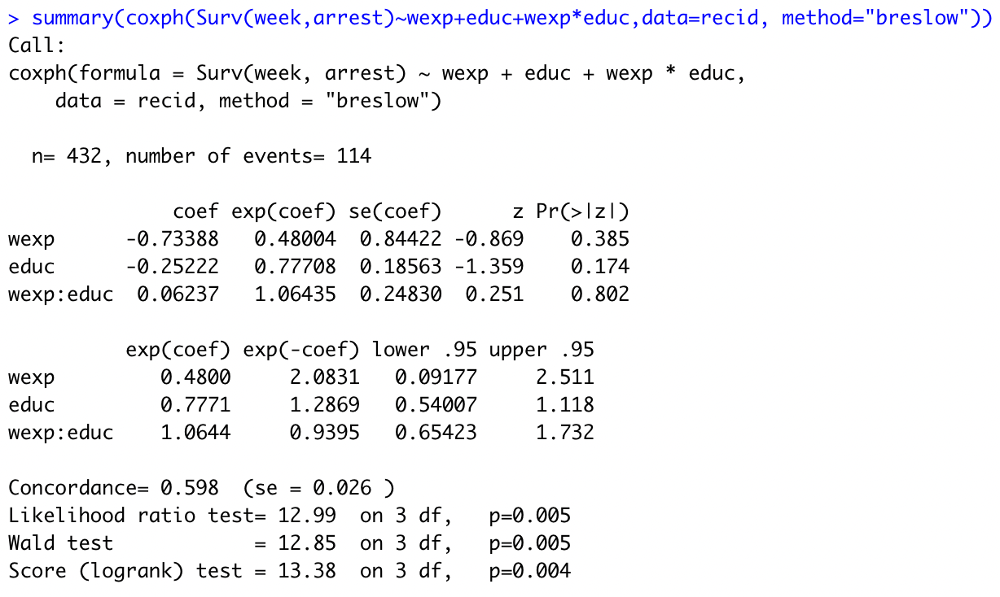 > summary(coxph(Surv(week,arrest)~wexp+educ+wexp*educ,data=recid, method="breslow"))
Call:
coxph(formula = Surv(week, arrest) ~ wexp + educ + wexp * educ,
    data = recid, method = "breslow")

  n= 432, number of events= 114

              coef exp(coef) se(coef)      z Pr(>|z|)
wexp      -0.73388   0.48004  0.84422 -0.869    0.385
educ      -0.25222   0.77708  0.18563 -1.359    0.174
wexp:educ  0.06237   1.06435  0.24830  0.251    0.802

          exp(coef) exp(-coef) lower .95 upper .95
wexp         0.4800     2.0831   0.09177     2.511
educ         0.7771     1.2869   0.54007     1.118
wexp:educ    1.0644     0.9395   0.65423     1.732

Concordance= 0.598  (se = 0.026 )
Likelihood ratio test= 12.99  on 3 df,   p=0.005
Wald test            = 12.85  on 3 df,   p=0.005
Score (logrank) test = 13.38  on 3 df,   p=0.004